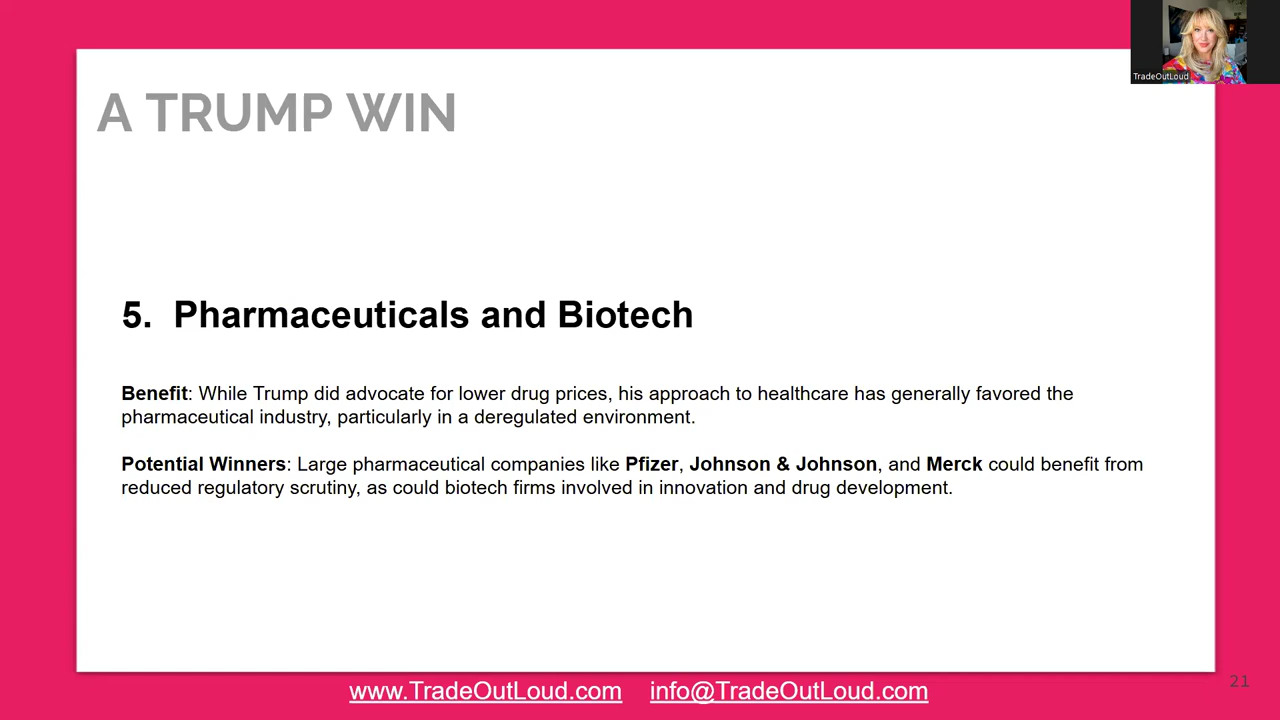 TradeOutLoud
A TRUMP WIN
5. Pharmaceuticals and Biotech
Benefit: While Trump did advocate for lower drug prices, his approach to healthcare has generally favored the
pharmaceutical industry, particularly in a deregulated environment.
Potential Winners: Large pharmaceutical companies like Pfizer, Johnson & Johnson, and Merck could benefit from
reduced regulatory scrutiny, as could biotech firms involved in innovation and drug development.
www.TradeOutLoud.com info@TradeOutLoud.com
21